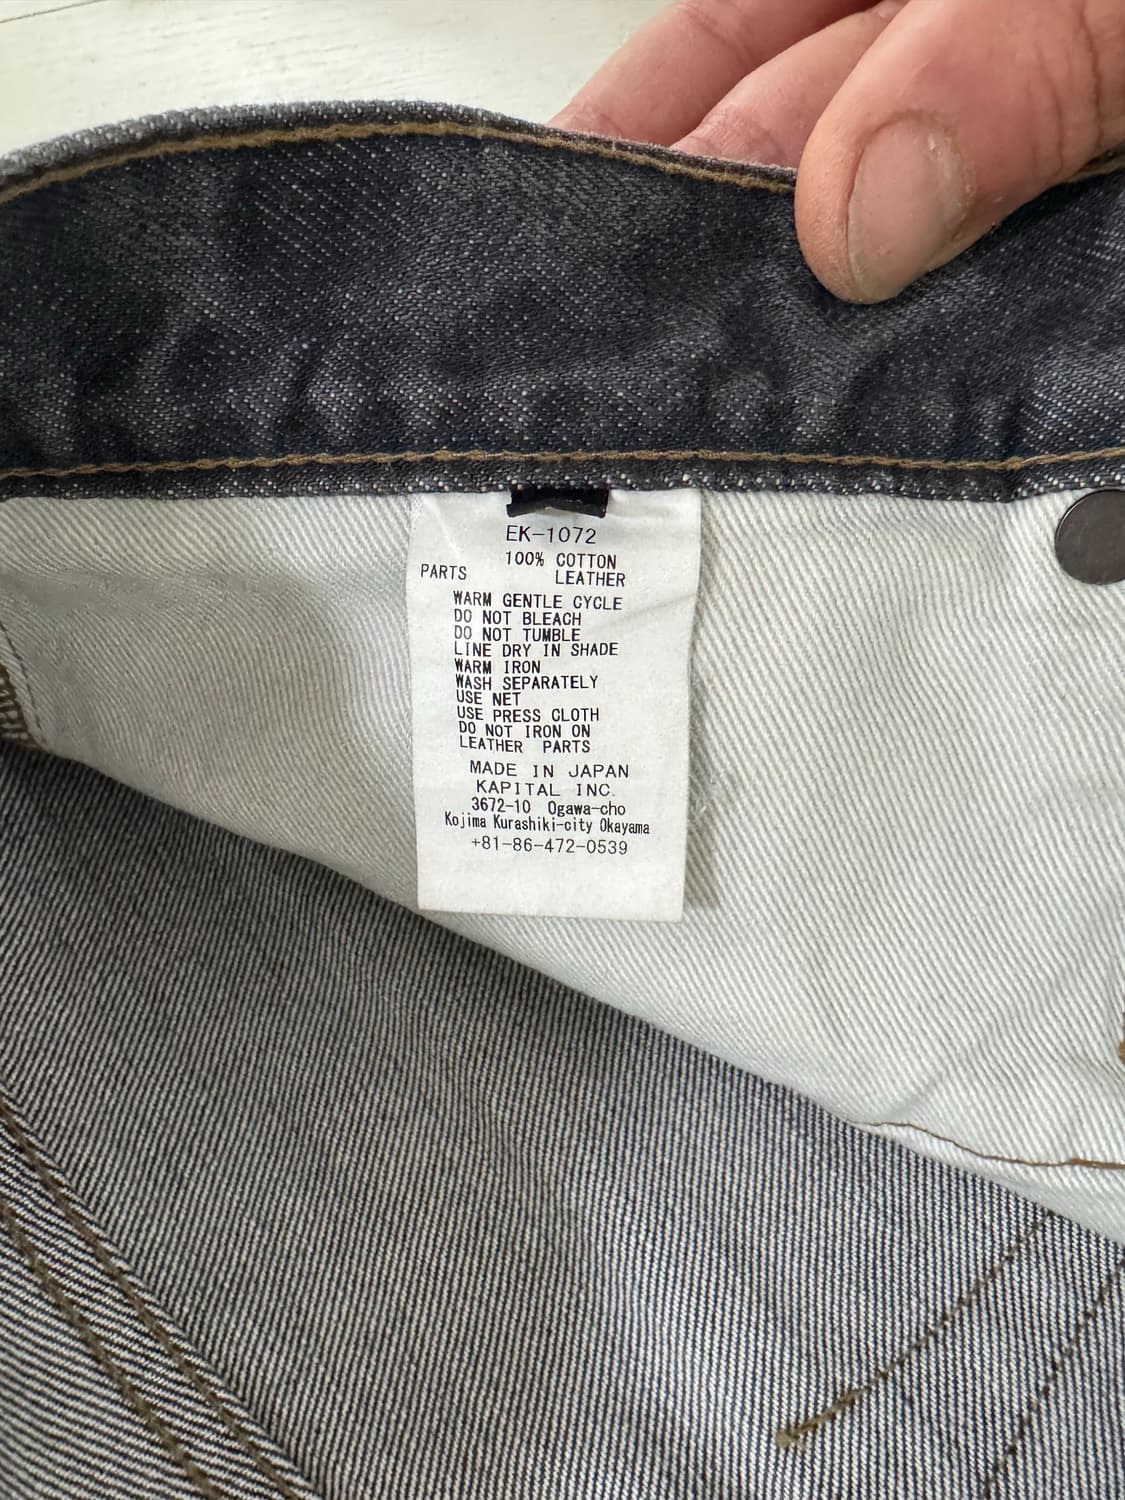 EK-1072
100% COTTON
PARTS LEATHER
WARM GENTLE CYCLE
DO NOT BLEACH
DO NOT TUMBLE
LINE DRY IN SHADE
WARM IRON
WASH SEPARATELY
USE NET
USE PRESS CLOTH
DO NOT IRON ON
LEATHER PARTS
MADE IN JAPAN
KAPITAL INC.
3672-10 Ogawa-cho
Kojima Kurashiki-city Okayama
+81-86-472-0539